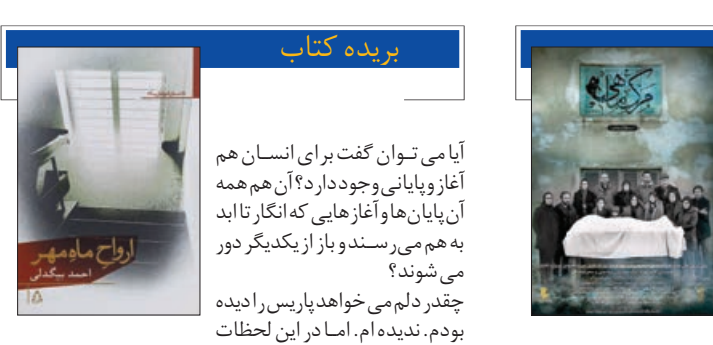 بریده کتاب
آیا می توان گفت برای انسان هم
آغاز و پایانی وجود دارد؟ آن هم همه
آن پایان‌ها و آغازهایی که انگار تا ابد
به هم می‌رسند و باز از یکدیگر دور
می شوند؟
چقدر دلم می خواهد پاریس را دیده
بودم. ندیده ام. اما در این لحظات
ارواح ماه مهر
احمد بیگدلی
مرگ ماهی